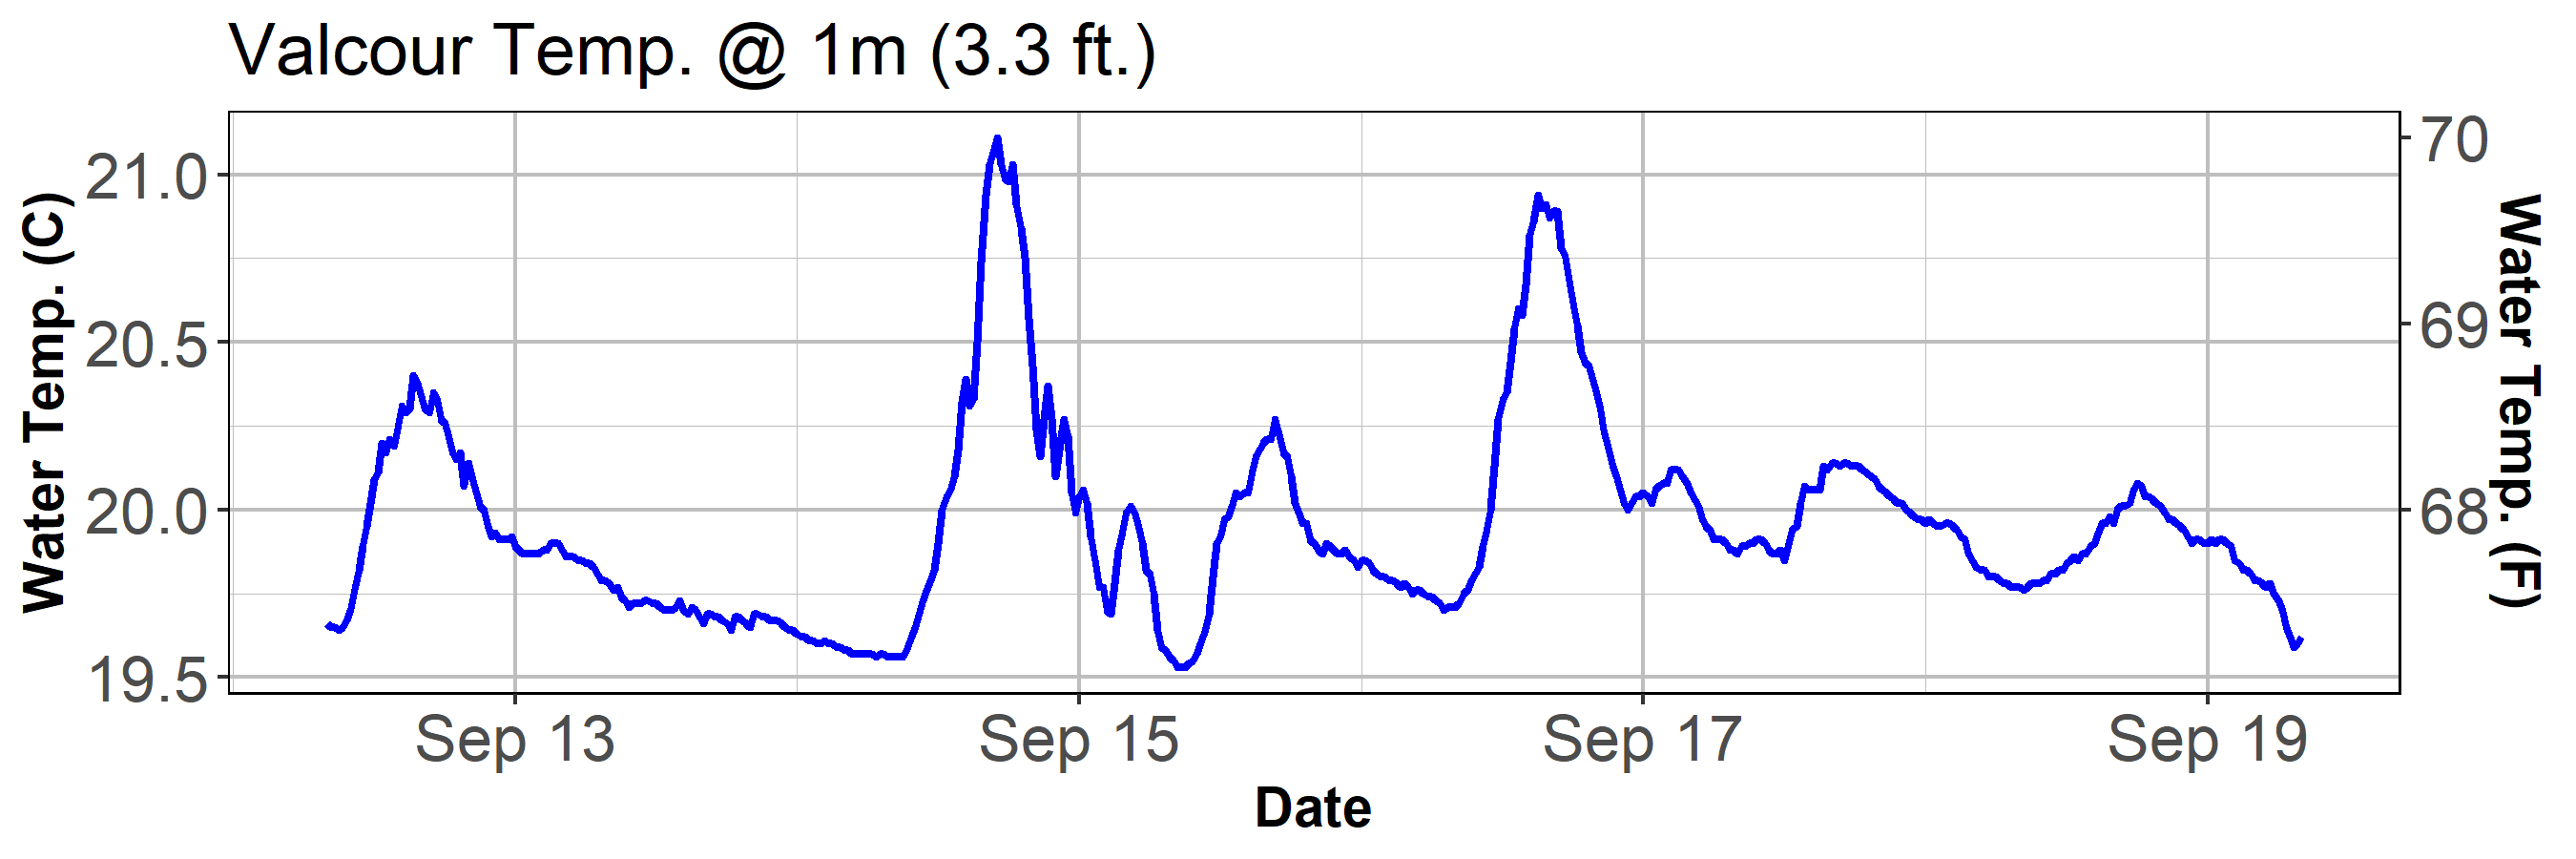 Valcour Temp. @ 1m (3.3 ft.)
Water Temp. (C)
21.0
20.5
20.0
19.5
70
69
68
Water Temp. (F)
Sep 13 Sep 15 Sep 17 Sep 19
Date